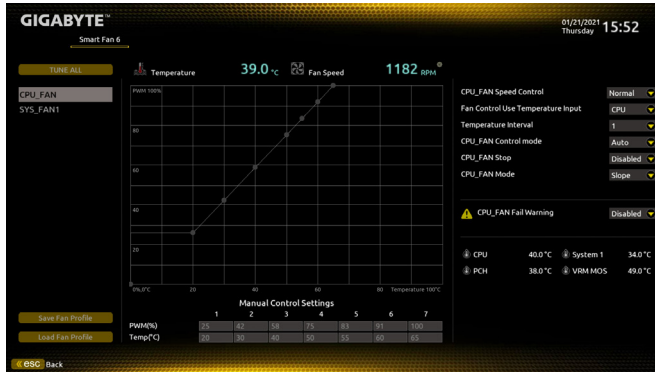 GIGABYTE™
01/21/2021 Thursday 15:52
Smart Fan 6
TUNE ALL
Temperature 39.0 °C Fan Speed 1182 RPM
CPU_FAN
SYS_FAN1
PWM 100%
80
60
40
20
0%,0°C 20 40 60 80 Temperature 100°C
CPU_FAN Speed Control Normal
Fan Control Use Temperature Input CPU
Temperature Interval 1
CPU_FAN Control mode Auto
CPU_FAN Stop Disabled
CPU_FAN Mode Slope
CPU_FAN Fail Warning Disabled
CPU 40.0°C System 1 34.0°C
PCH 38.0°C VRM MOS 49.0°C
Manual Control Settings
1 2 3 4 5 6 7
PWM(%) 25 42 58 75 83 91 100
Temp(°C) 20 30 40 50 55 60 65
Save Fan Profile
Load Fan Profile
esc Back